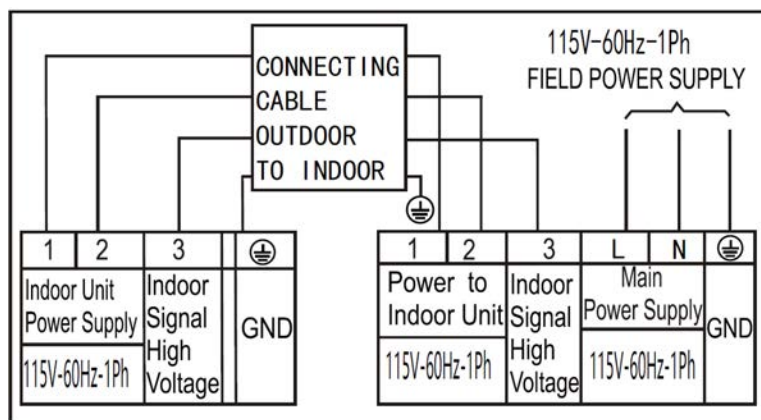 115V-60Hz-1Ph
FIELD POWER SUPPLY
CONNECTING
CABLE
OUTDOOR
TO INDOOR
1 2 3
Indoor Unit
Power Supply
115V-60Hz-1Ph
Indoor
Signal
High
Voltage
GND
1 2 3 L N
Power to
Indoor Unit
115V-60Hz-1Ph
Indoor
Signal
High
Voltage
Main
Power Supply
115V-60Hz-1Ph
GND